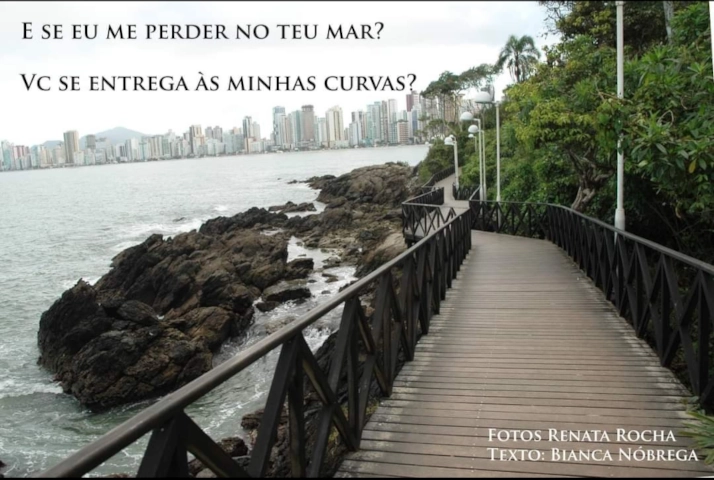 E SE EU ME PERDER NO TEU MAR?
VC SE ENTREGA ÀS MINHAS CURVAS?
FOTOS RENATA ROCHA
TEXTO: BIANCA NÓBREGA